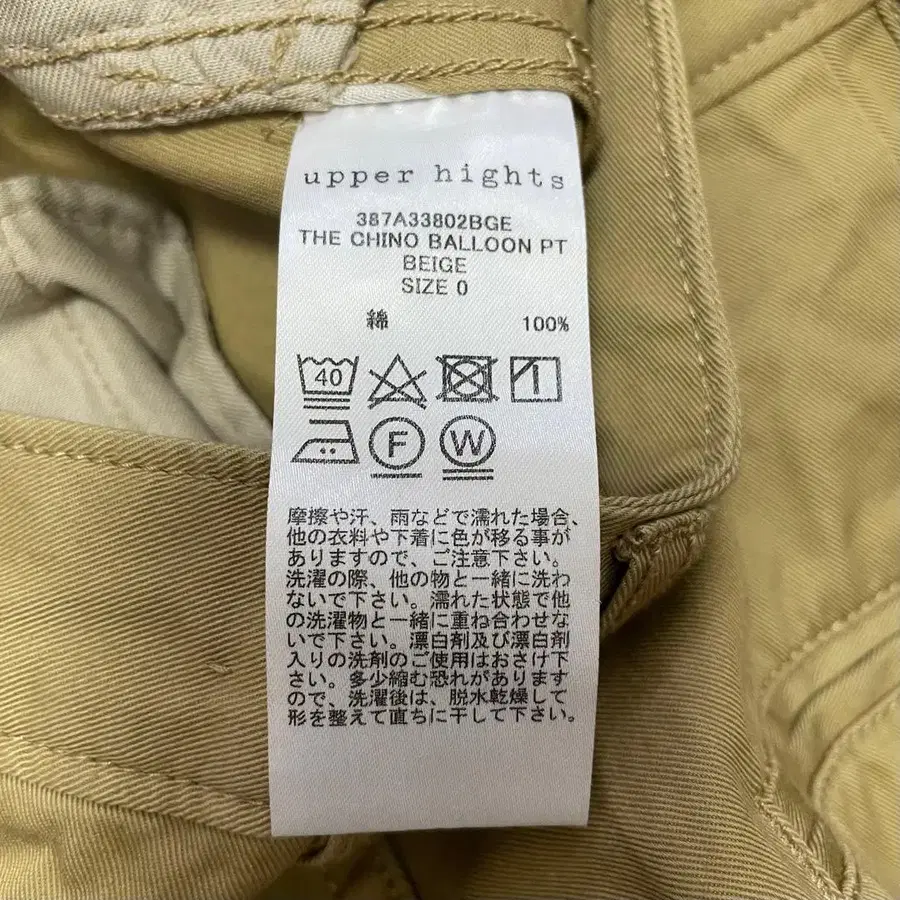 upper hights
387A33802BGE
THE CHINO BALLOON PT
BEIGE
SIZE 0
綿 100%
40
F W
摩擦や汗、雨などで濡れた場合、
他の衣料や下着に色が移る事が
ありますので、ご注意下さい。
洗濯の際、他の物と一緒に洗わ
ないで下さい。濡れた状態で他
の洗濯物と一緒に重ね合わせな
いで下さい。漂白剤及び漂白剤
入りの洗剤のご使用はおさけ下
さい。多少縮む恐れがあります
ので、洗濯後は、脱水乾燥して
形を整えて直ちに干して下さい。